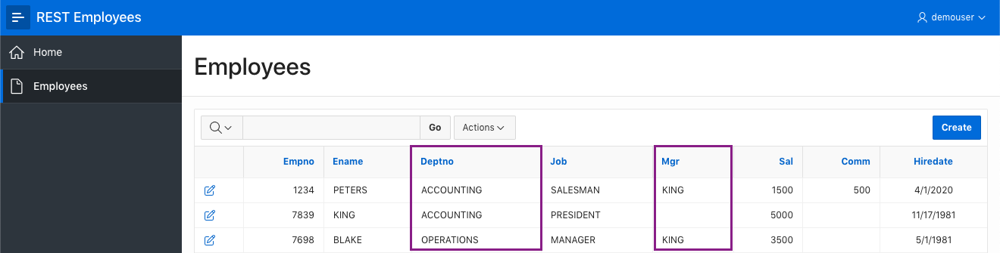 REST Employees demouser
Home
Employees
Employees
Go Actions Create
Empno Ename Deptno Job Mgr Sal Comm Hiredate
1234 PETERS ACCOUNTING SALESMAN KING 1500 500 4/1/2020
7839 KING ACCOUNTING PRESIDENT 5000 11/17/1981
7698 BLAKE OPERATIONS MANAGER KING 3500 5/1/1981